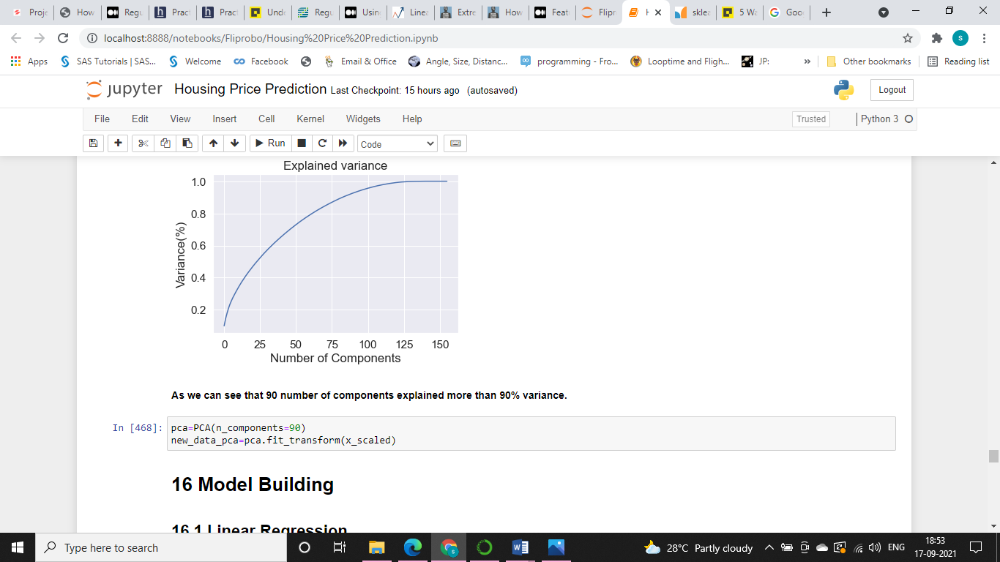 Proje
How
Regu
Pract
Pract
Unde
Regu
Usin
Linea
Extre
How
Feat
Flipr
H
sklea
5 Wa
Goo
localhost:8888/notebooks/Fliprobo/Housing%20Price%20Prediction.ipynb
s
Apps
SAS Tutorials | SAS...
Welcome
Facebook
Email & Office
Angle, Size, Distanc...
programming - Fro...
Looptime and Fligh...
JP:
»
Other bookmarks
Reading list
jupyter
Housing Price Prediction Last Checkpoint: 15 hours ago (autosaved)
Logout
File Edit View Insert Cell Kernel Widgets Help
Trusted
Python 3
Run
Code
Explained variance
1.0
0.8
0.6
0.4
0.2
Variance(%)
0 25 50 75 100 125 150
Number of Components
As we can see that 90 number of components explained more than 90% variance.
In [468]:
pca=PCA(n_components=90)
new_data_pca=pca.fit_transform(x_scaled)
16 Model Building
16.1 Linear Regression
Type here to search
28°C Partly cloudy
ENG
18:53
17-09-2021